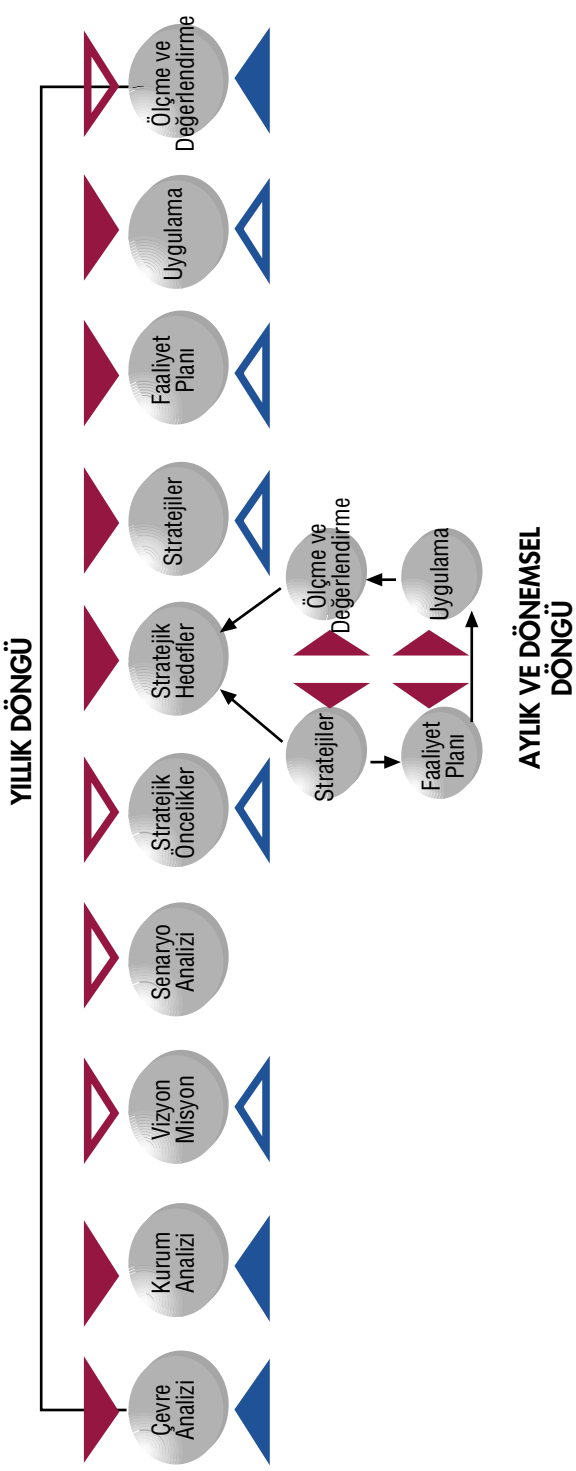 YILLIK DÖNGÜ
Çevre
Analizi
Kurum
Analizi
Vizyon
Misyon
Senaryo
Analizi
Stratejik
Öncelikler
Stratejik
Hedefler
Stratejiler
Faaliyet
Planı
Uygulama
Ölçme ve
Değerlendirme
Stratejiler
Ölçme ve
Değerlendirme
Faaliyet
Planı
Uygulama
AYLIK VE DÖNEMSEL
DÖNGÜ